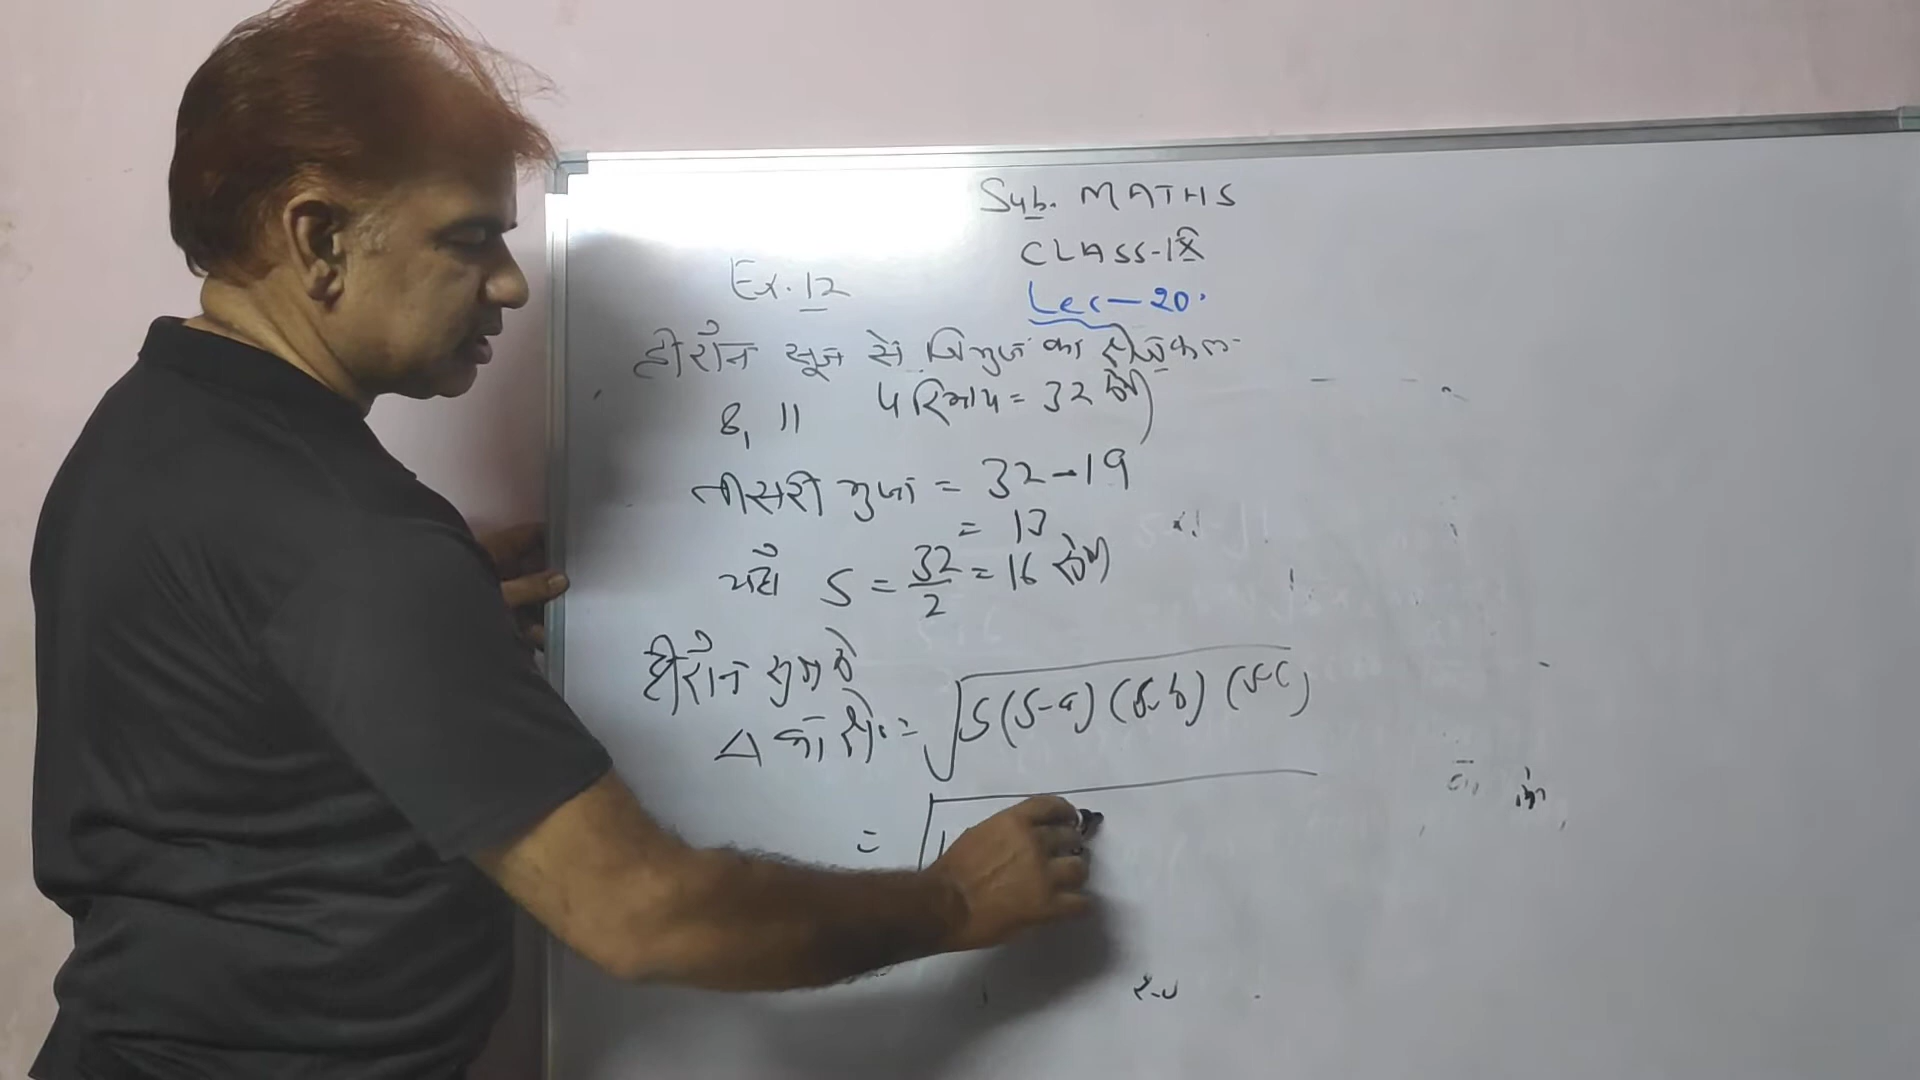 Sub. MATHS
CLASS-IX
Ex. 12
Lec-20.
हीरोन सूत्र से त्रिभुज का क्षेत्रफल
8, 11 परिमाप = 32 सेमी
तीसरी भुजा = 32-19
= 13
यहाँ S = 32/2 = 16 सेमी
हीरोन सूत्र से
Δ का क्षे. = √S(S-a)(S-b)(S-c)
= √